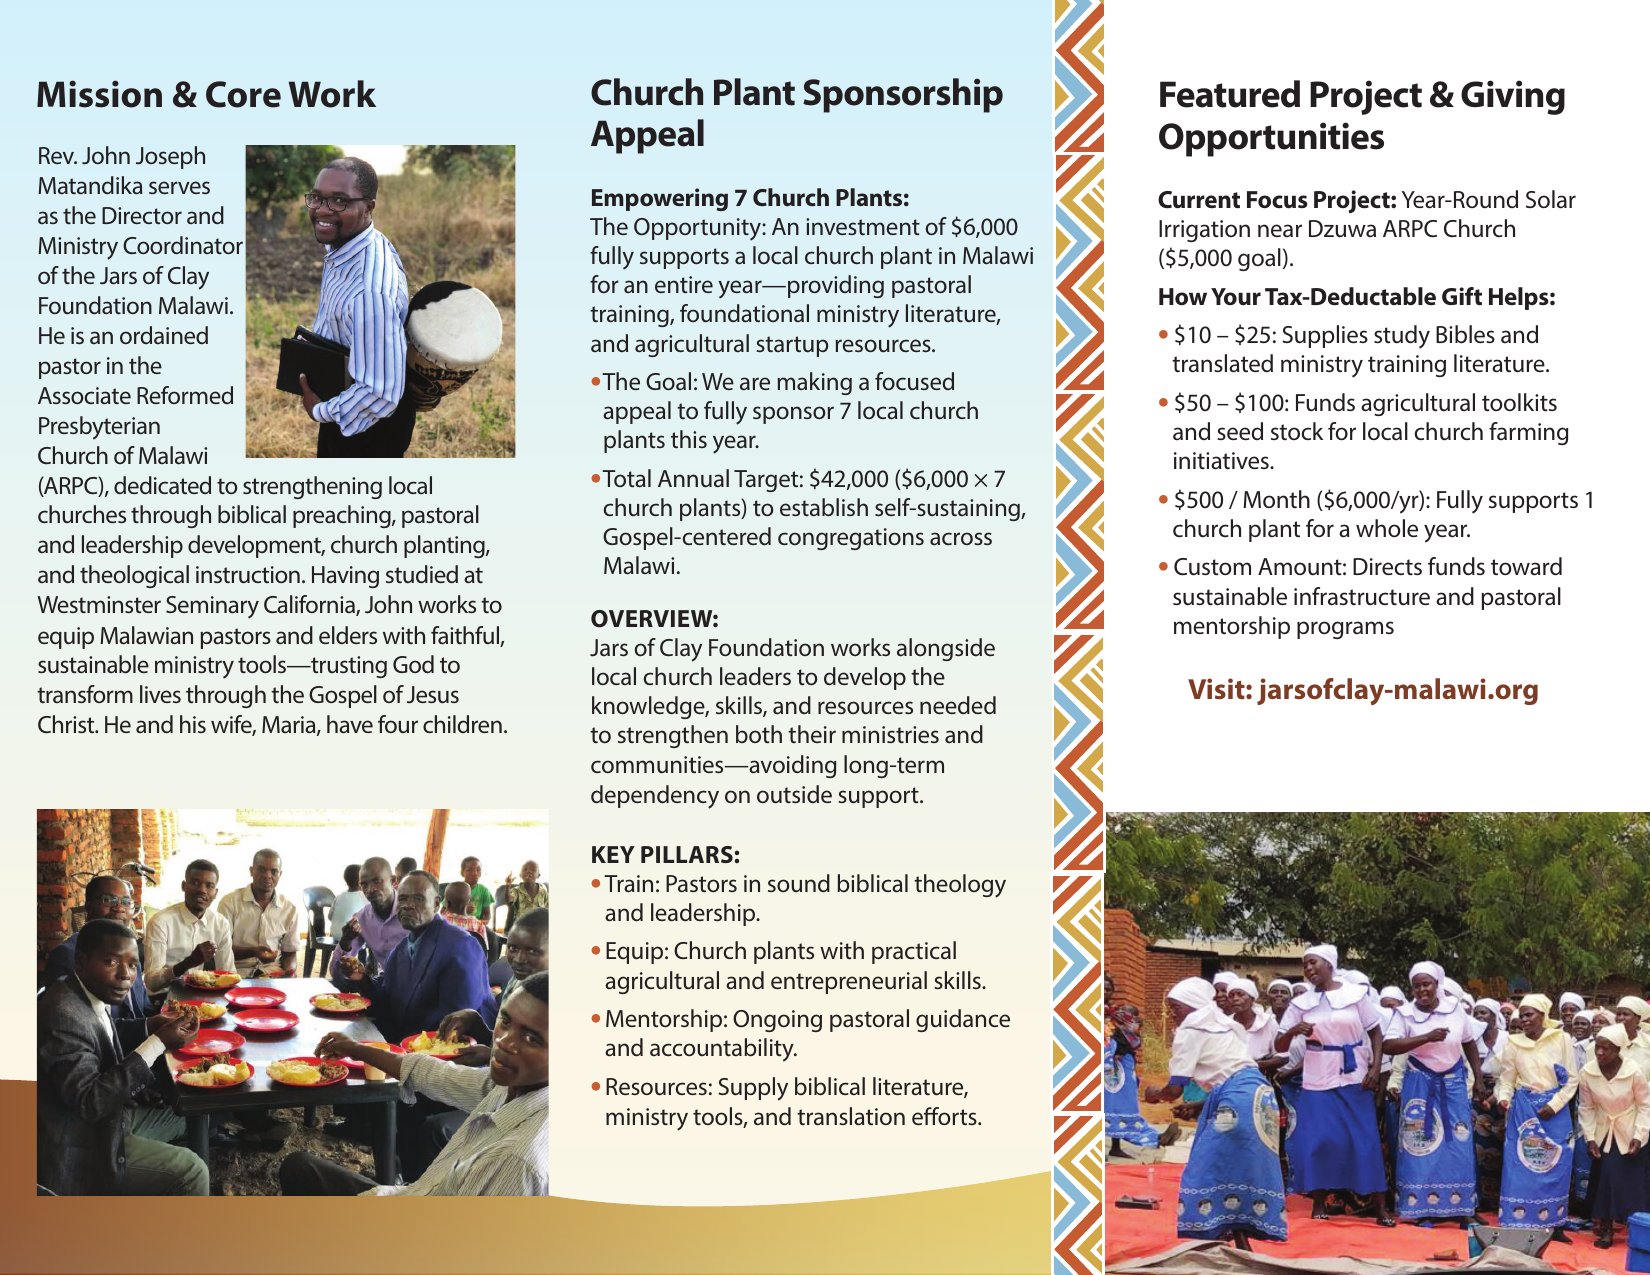 Mission & Core Work
Rev. John Joseph
Matandika serves
as the Director and
Ministry Coordinator
of the Jars of Clay
Foundation Malawi.
He is an ordained
pastor in the
Associate Reformed
Presbyterian
Church of Malawi
(ARPC), dedicated to strengthening local
churches through biblical preaching, pastoral
and leadership development, church planting,
and theological instruction. Having studied at
Westminster Seminary California, John works to
equip Malawian pastors and elders with faithful,
sustainable ministry tools—trusting God to
transform lives through the Gospel of Jesus
Christ. He and his wife, Maria, have four children.
Church Plant Sponsorship
Appeal
Empowering 7 Church Plants:
The Opportunity: An investment of $6,000
fully supports a local church plant in Malawi
for an entire year—providing pastoral
training, foundational ministry literature,
and agricultural startup resources.
•The Goal: We are making a focused
appeal to fully sponsor 7 local church
plants this year.
•Total Annual Target: $42,000 ($6,000 × 7
church plants) to establish self-sustaining,
Gospel-centered congregations across
Malawi.
OVERVIEW:
Jars of Clay Foundation works alongside
local church leaders to develop the
knowledge, skills, and resources needed
to strengthen both their ministries and
communities—avoiding long-term
dependency on outside support.
KEY PILLARS:
• Train: Pastors in sound biblical theology
and leadership.
• Equip: Church plants with practical
agricultural and entrepreneurial skills.
• Mentorship: Ongoing pastoral guidance
and accountability.
• Resources: Supply biblical literature,
ministry tools, and translation efforts.
Featured Project & Giving
Opportunities
Current Focus Project: Year-Round Solar
Irrigation near Dzuwa ARPC Church
($5,000 goal).
How Your Tax-Deductable Gift Helps:
• $10 – $25: Supplies study Bibles and
translated ministry training literature.
• $50 – $100: Funds agricultural toolkits
and seed stock for local church farming
initiatives.
• $500 / Month ($6,000/yr): Fully supports 1
church plant for a whole year.
• Custom Amount: Directs funds toward
sustainable infrastructure and pastoral
mentorship programs
Visit: jarsofclay-malawi.org